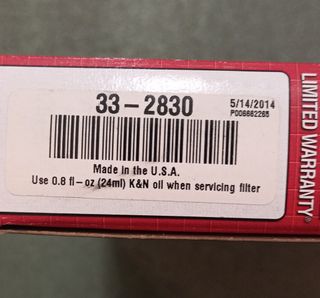 33-2830
5/14/2014
P006682265
Made in the U.S.A.
Use 0.8 fl-oz (24ml) K&N oil when servicing filter
LIMITED WARRANTY®